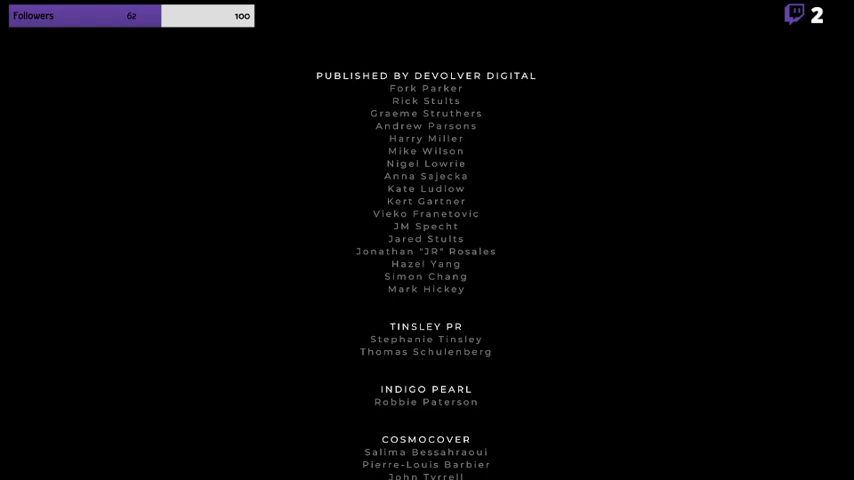 Followers 62 100
2
PUBLISHED BY DEVOLVER DIGITAL
Fork Parker
Rick Stults
Graeme Struthers
Andrew Parsons
Harry Miller
Mike Wilson
Nigel Lowrie
Anna Sajecka
Kate Ludlow
Kert Gartner
Vieko Franetovic
JM Specht
Jared Stults
Jonathan "JR" Rosales
Hazel Yang
Simon Chang
Mark Hickey
TINSLEY PR
Stephanie Tinsley
Thomas Schulenberg
INDIGO PEARL
Robbie Paterson
COSMOCOVER
Salima Bessahraoui
Pierre-Louis Barbier
John Tyrrell